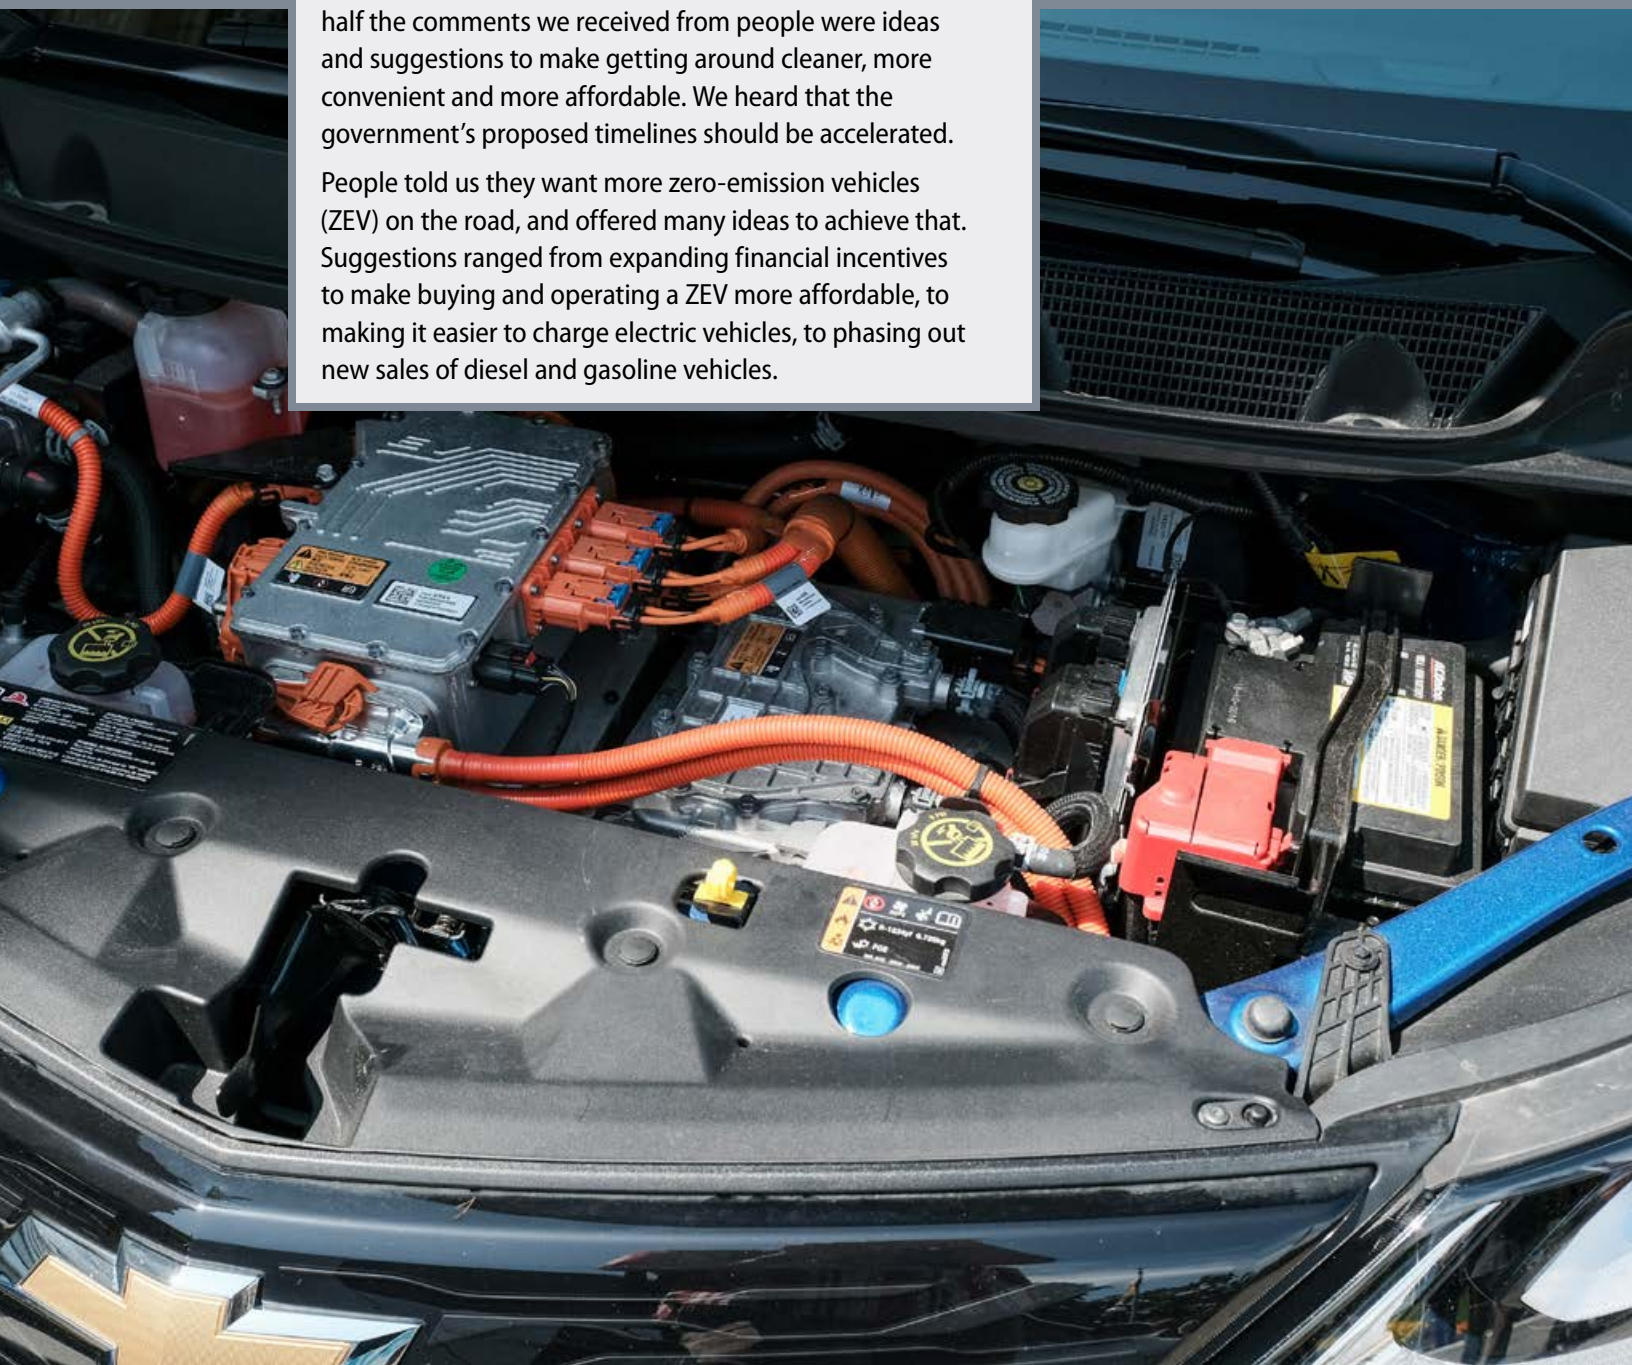 half the comments we received from people were ideas
and suggestions to make getting around cleaner, more
convenient and more affordable. We heard that the
government’s proposed timelines should be accelerated.
People told us they want more zero-emission vehicles
(ZEV) on the road, and offered many ideas to achieve that.
Suggestions ranged from expanding financial incentives
to make buying and operating a ZEV more affordable, to
making it easier to charge electric vehicles, to phasing out
new sales of diesel and gasoline vehicles.
ACDelco